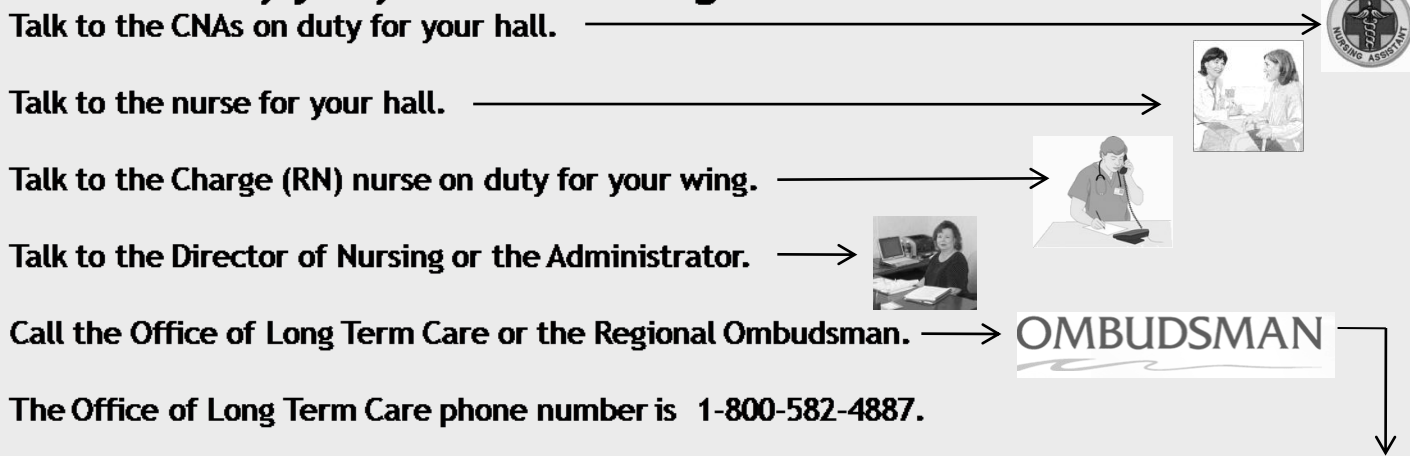 Talk to the CNAs on duty for your hall.
NURSING ASSISTANT
Talk to the nurse for your hall.
Talk to the Charge (RN) nurse on duty for your wing.
Talk to the Director of Nursing or the Administrator.
Call the Office of Long Term Care or the Regional Ombudsman.
OMBUDSMAN
The Office of Long Term Care phone number is 1-800-582-4887.